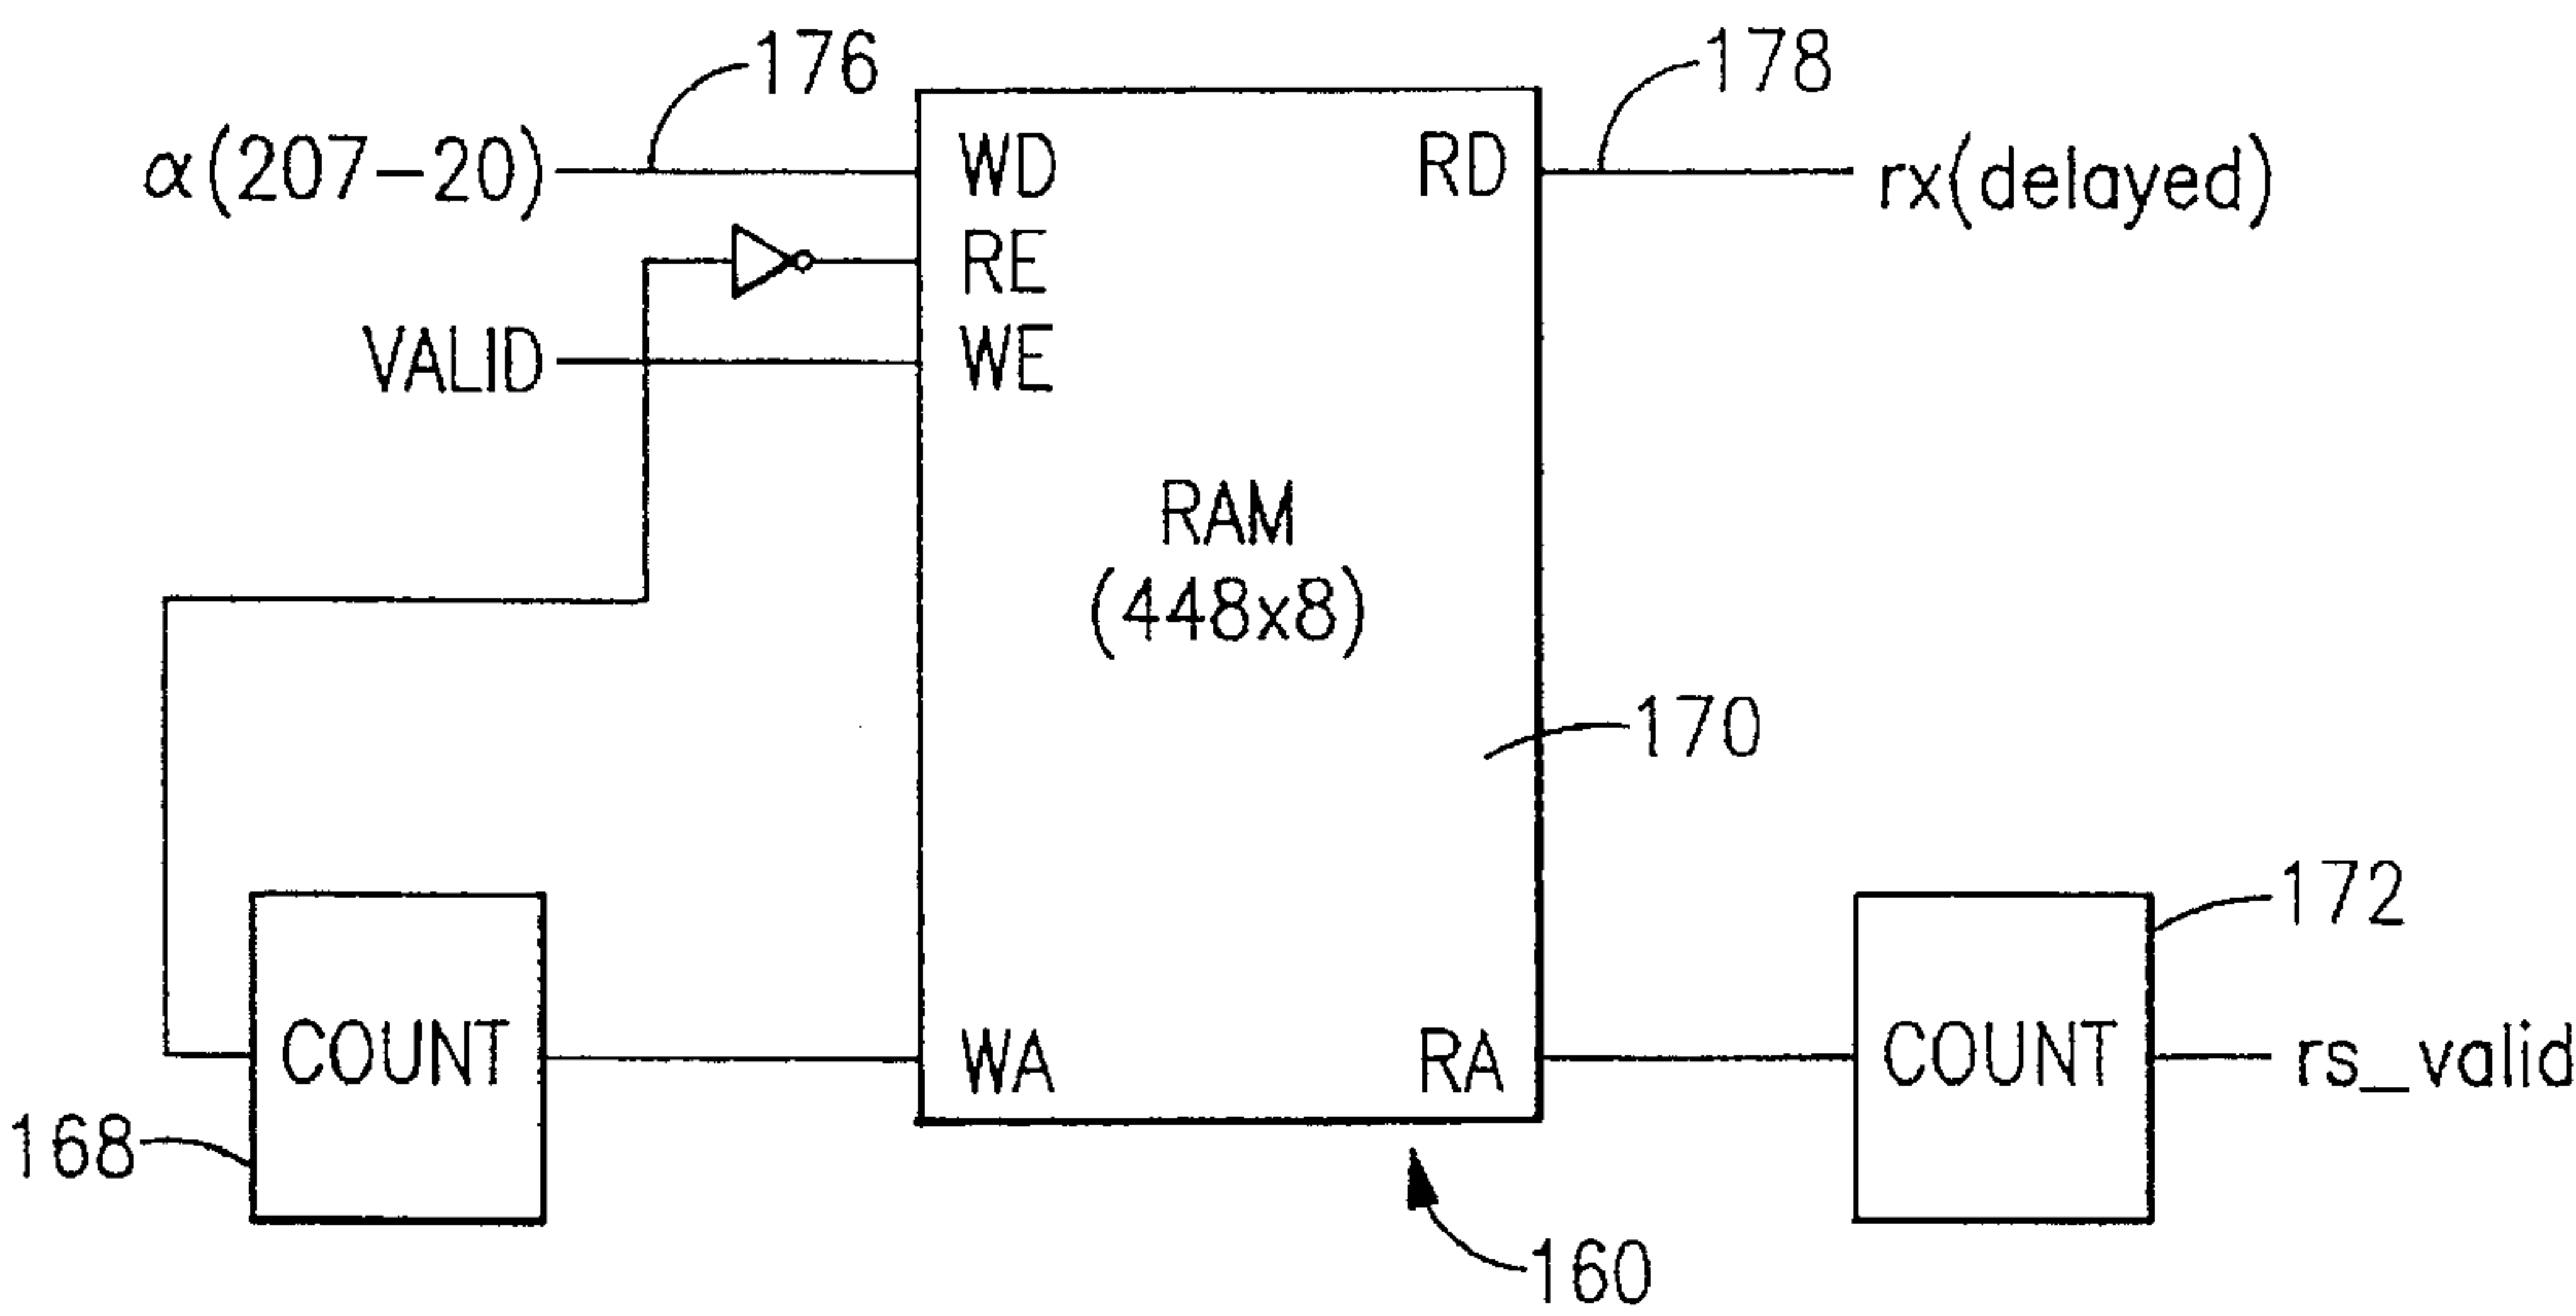 176
178
α(207-20)
WD
RD
rx(delayed)
RE
VALID
WE
RAM
(448x8)
170
172
COUNT
WA
RA
COUNT
rs_valid
168
160